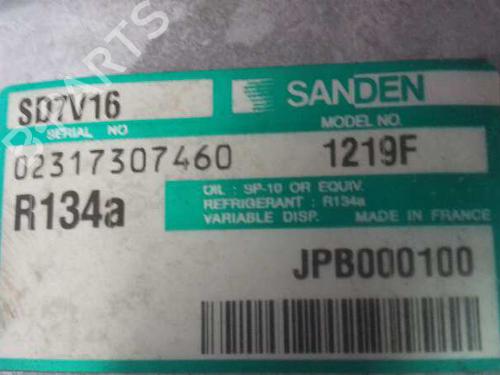 SD7V16
SANDEN
SERIAL NO
MODEL NO.
02317307460
1219F
R134a
OIL : SP-10 OR EQUIV.
REFRIGERANT : R134a
VARIABLE DISP. MADE IN FRANCE
JPB000100
PARTS